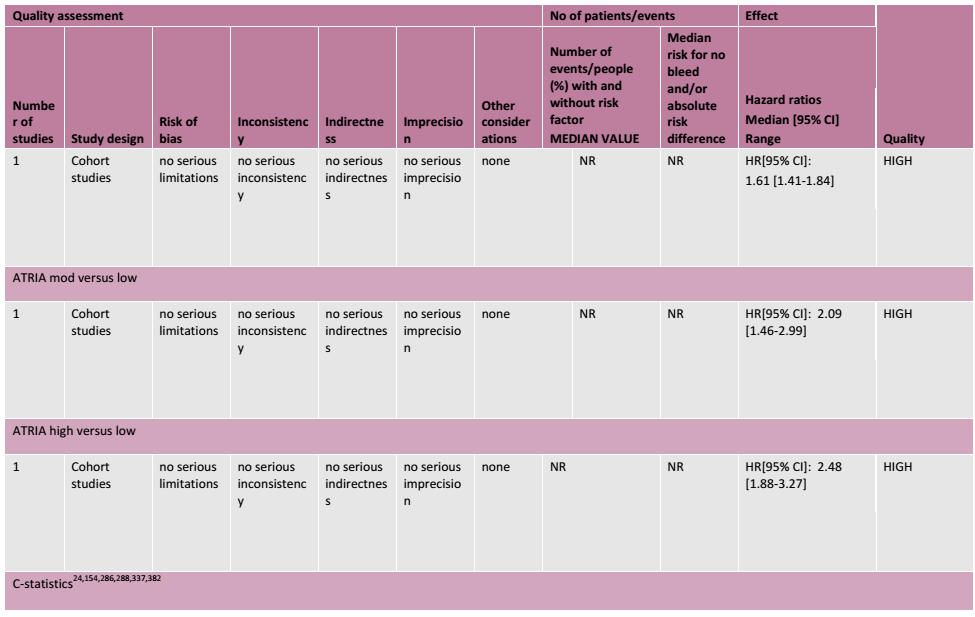 Quality assessment
No of patients/events
Effect
Numbe
r of
studies
Study design
Risk of
bias
Inconsistenc
y
Indirectne
ss
Imprecisio
n
Other
consider
ations
Number of
events/people
(%) with and
without risk
factor
MEDIAN VALUE
Median
risk for no
bleed
and/or
absolute
risk
difference
Hazard ratios
Median [95% CI]
Range
Quality
1
Cohort
studies
no serious
limitations
no serious
inconsistenc
y
no serious
indirectnes
s
no serious
imprecisio
n
none
NR
NR
HR[95% CI]:
1.61 [1.41-1.84]
HIGH
ATRIA mod versus low
1
Cohort
studies
no serious
limitations
no serious
inconsistenc
y
no serious
indirectnes
s
no serious
imprecisio
n
none
NR
NR
HR[95% CI]: 2.09
[1.46-2.99]
HIGH
ATRIA high versus low
1
Cohort
studies
no serious
limitations
no serious
inconsistenc
y
no serious
indirectnes
s
no serious
imprecisio
n
none
NR
NR
HR[95% CI]: 2.48
[1.88-3.27]
HIGH
C-statistics24,154,286,288,337,382